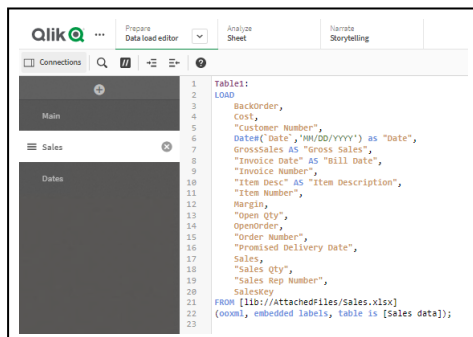 Qlik
Prepare
Data load editor
Analyze
Sheet
Narrate
Storytelling
Connections
Main
Sales
Dates
1 Table1:
2 LOAD
3 BackOrder,
4 Cost,
5 "Customer Number",
6 Date#(`Date`,'MM/DD/YYYY') as "Date",
7 GrossSales AS "Gross Sales",
8 "Invoice Date" AS "Bill Date",
9 "Invoice Number",
10 "Item Desc" AS "Item Description",
11 "Item Number",
12 Margin,
13 "Open Qty",
14 OpenOrder,
15 "Order Number",
16 "Promised Delivery Date",
17 Sales,
18 "Sales Qty",
19 "Sales Rep Number",
20 SalesKey
21 FROM [lib://AttachedFiles/Sales.xlsx]
22 (ooxml, embedded labels, table is [Sales data]);
23